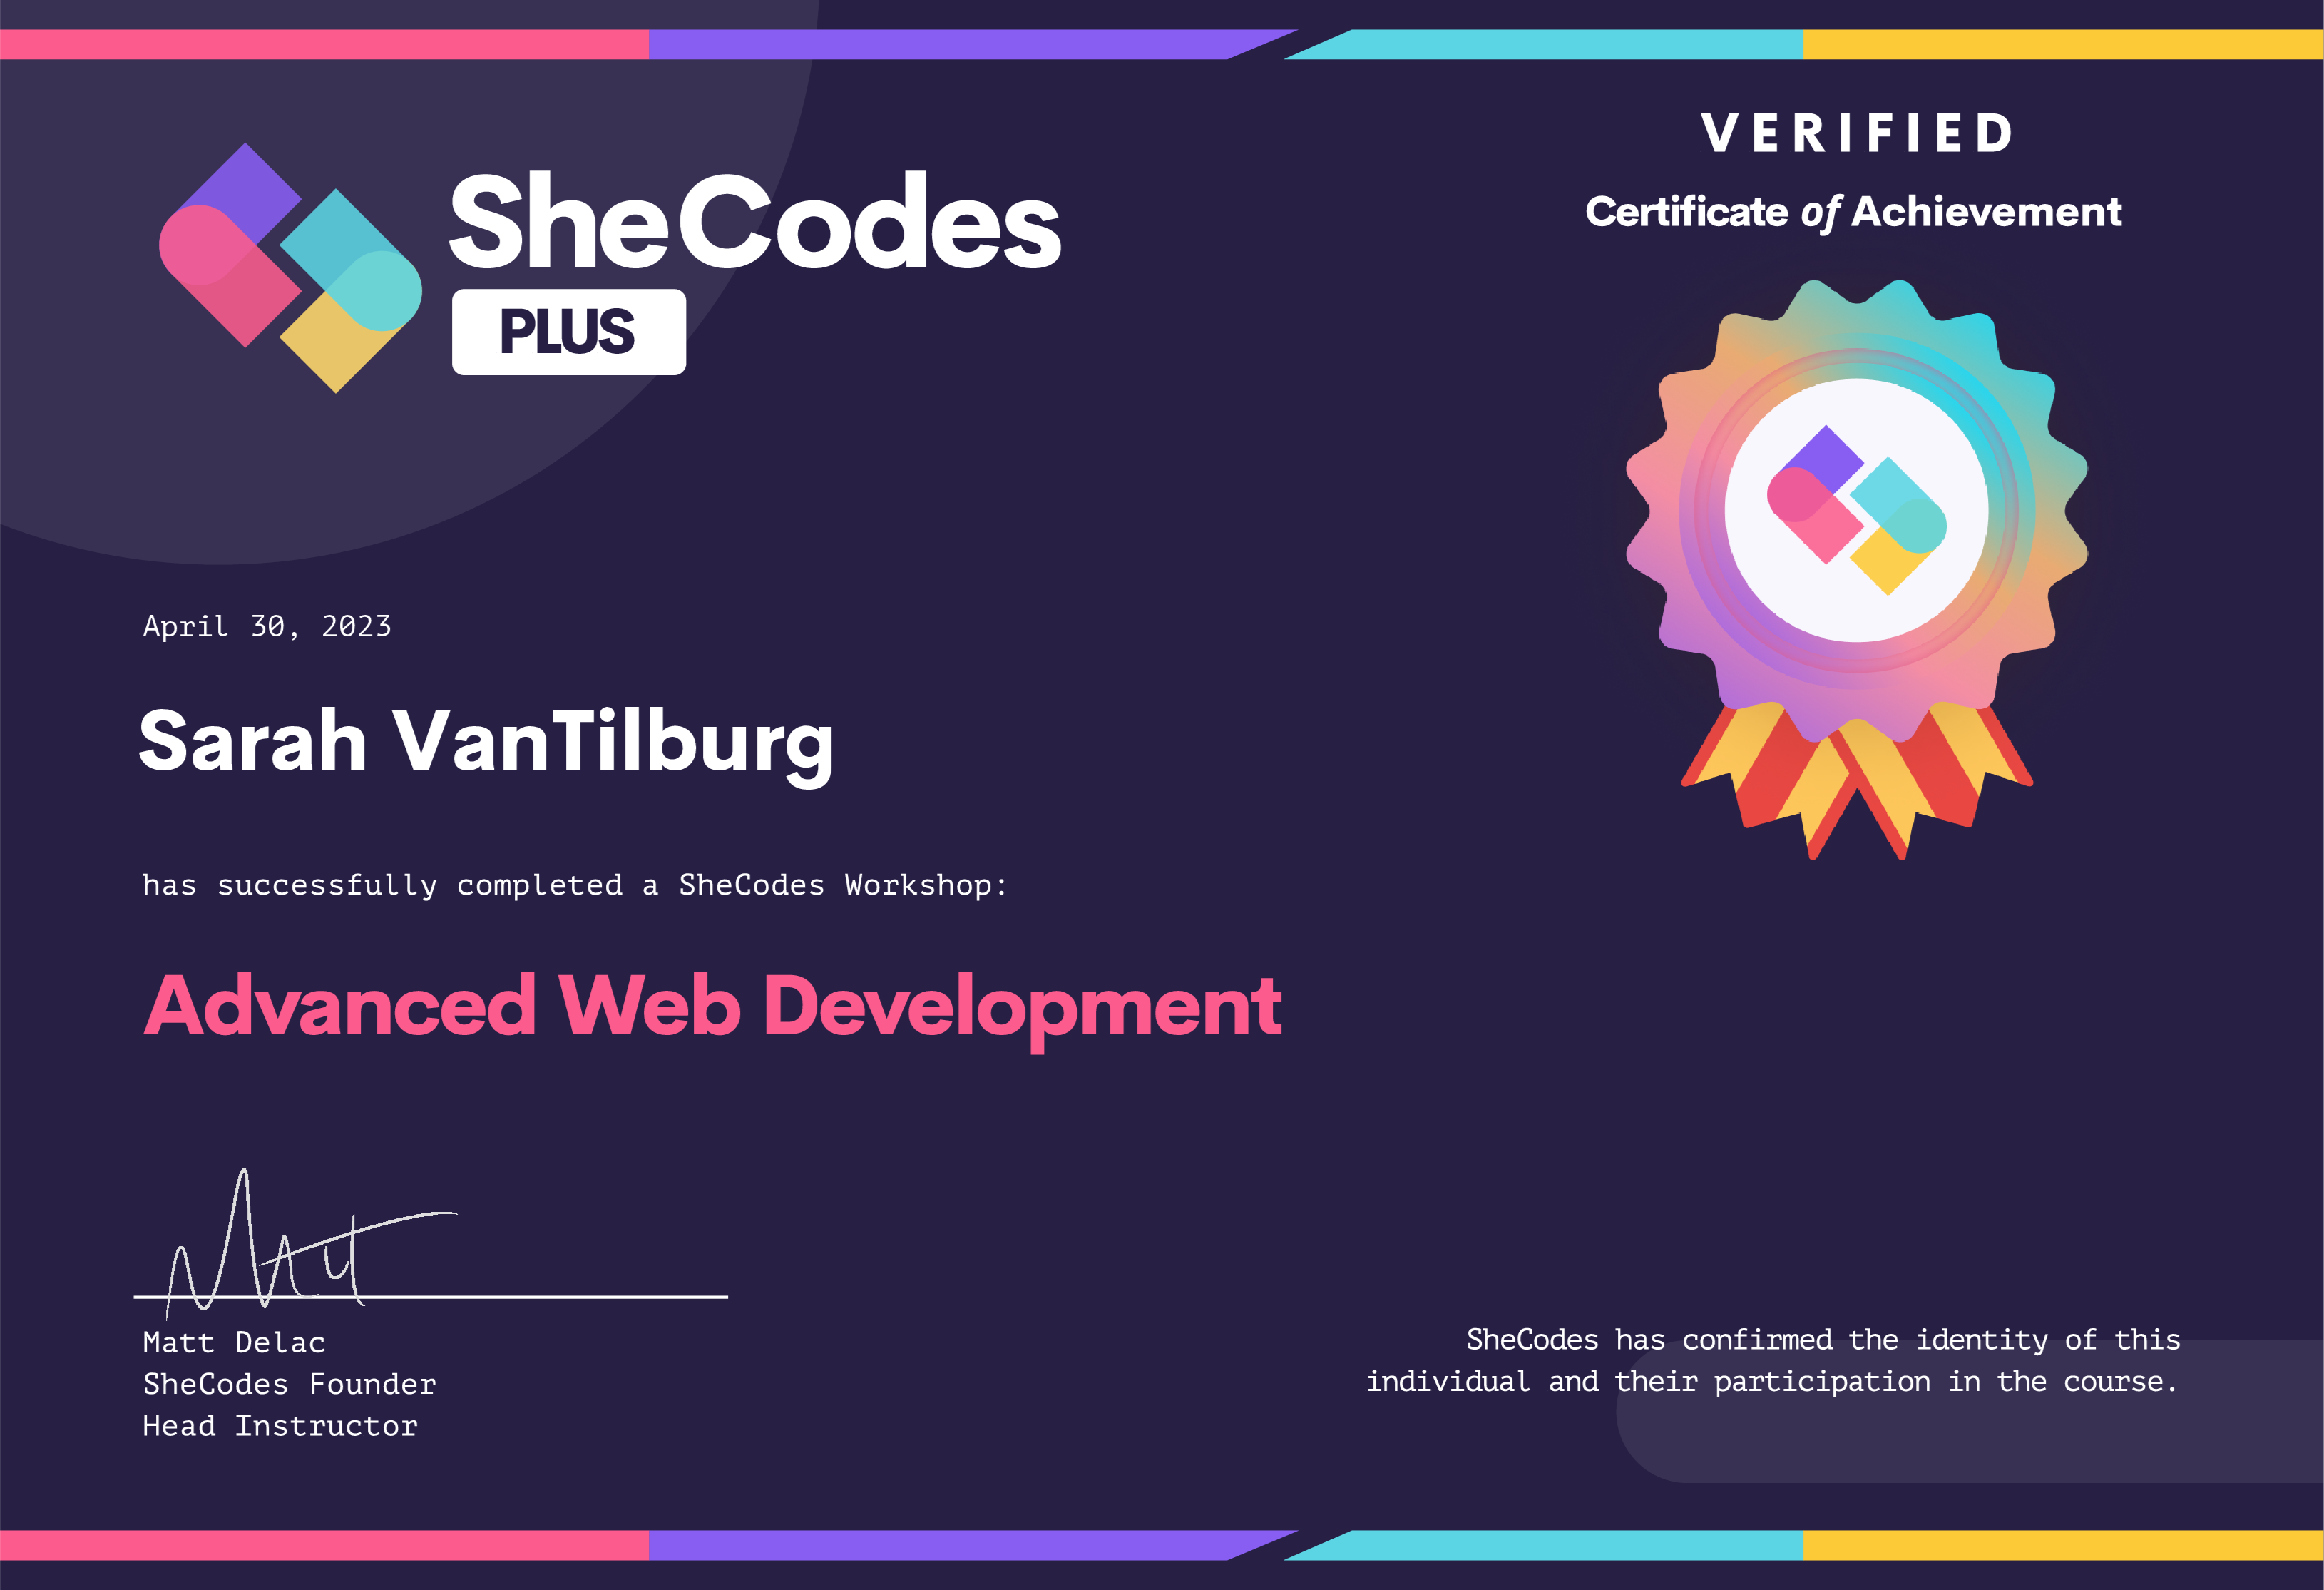 SheCodes
PLUS
VERIFIED
Certificate of Achievement
April 30, 2023
Sarah VanTilburg
has successfully completed a SheCodes Workshop:
Advanced Web Development
Matt
Matt Delac
SheCodes Founder
Head Instructor
SheCodes has confirmed the identity of this
individual and their participation in the course.